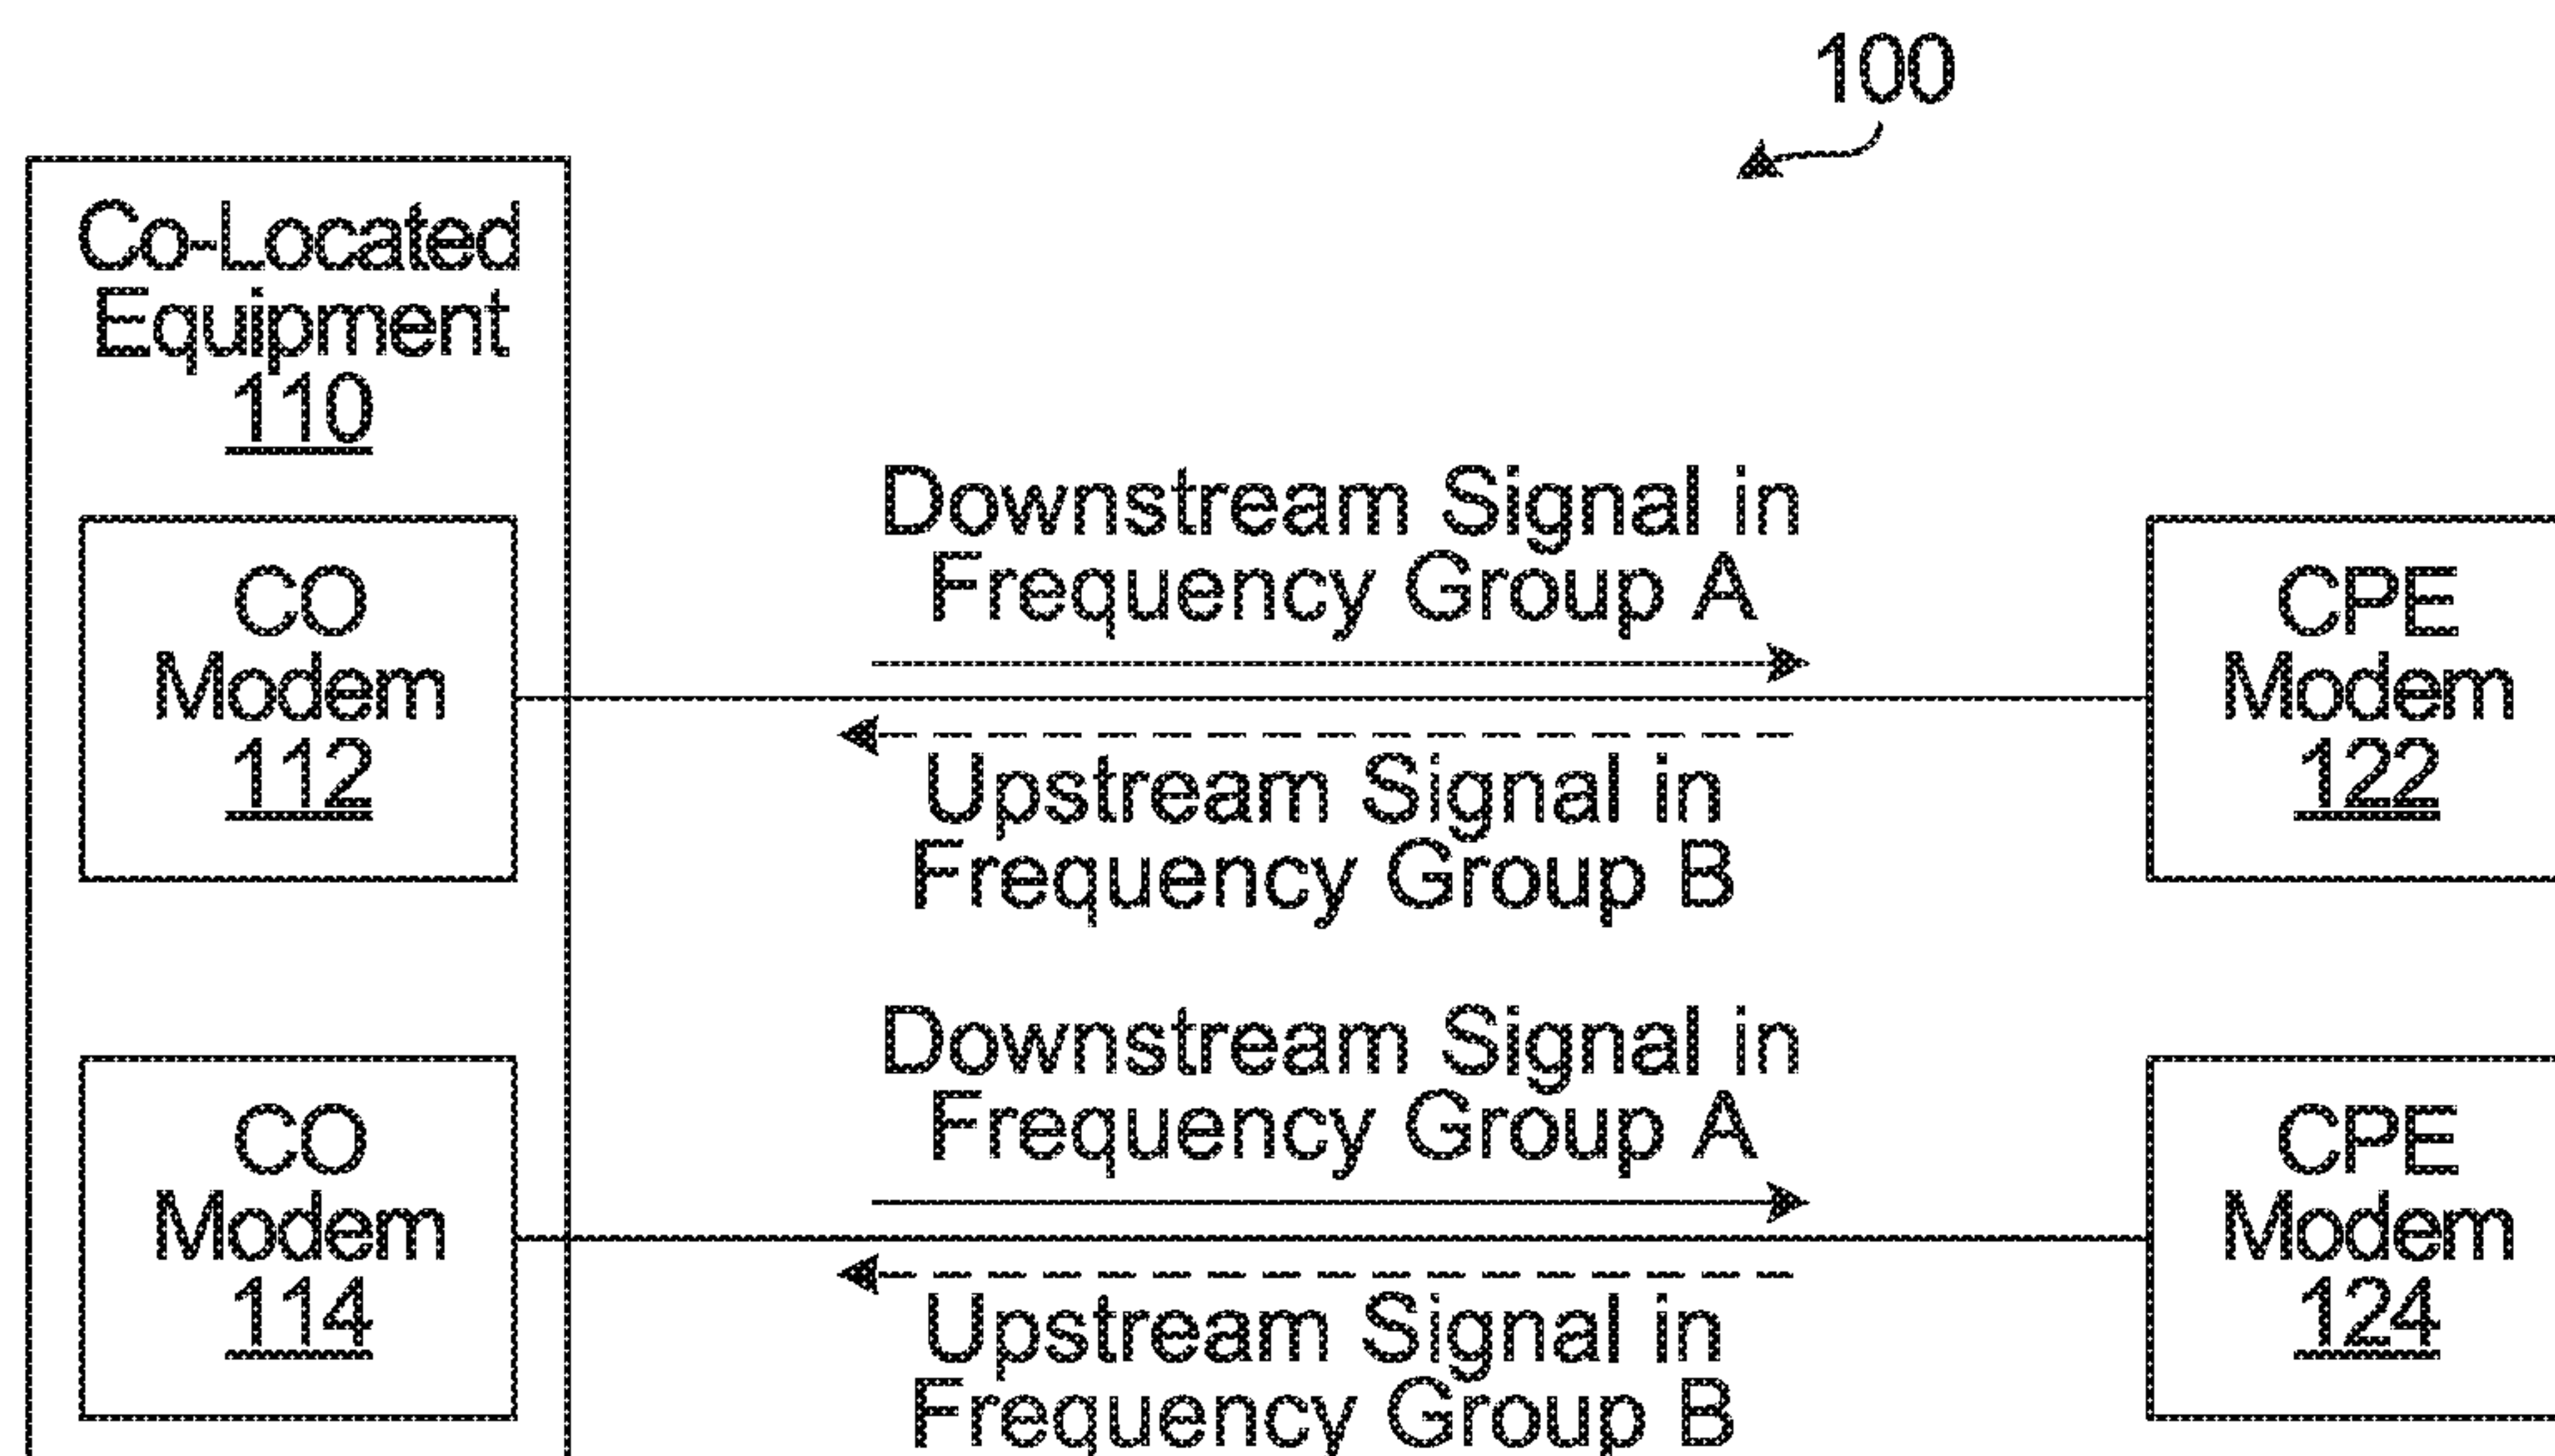 100
Co-Located
Equipment
110
Downstream Signal in
Frequency Group A
CO
Modem
112
CPE
Modem
122
Upstream Signal in
Frequency Group B
Downstream Signal in
Frequency Group A
CO
Modem
114
CPE
Modem
124
Upstream Signal in
Frequency Group B